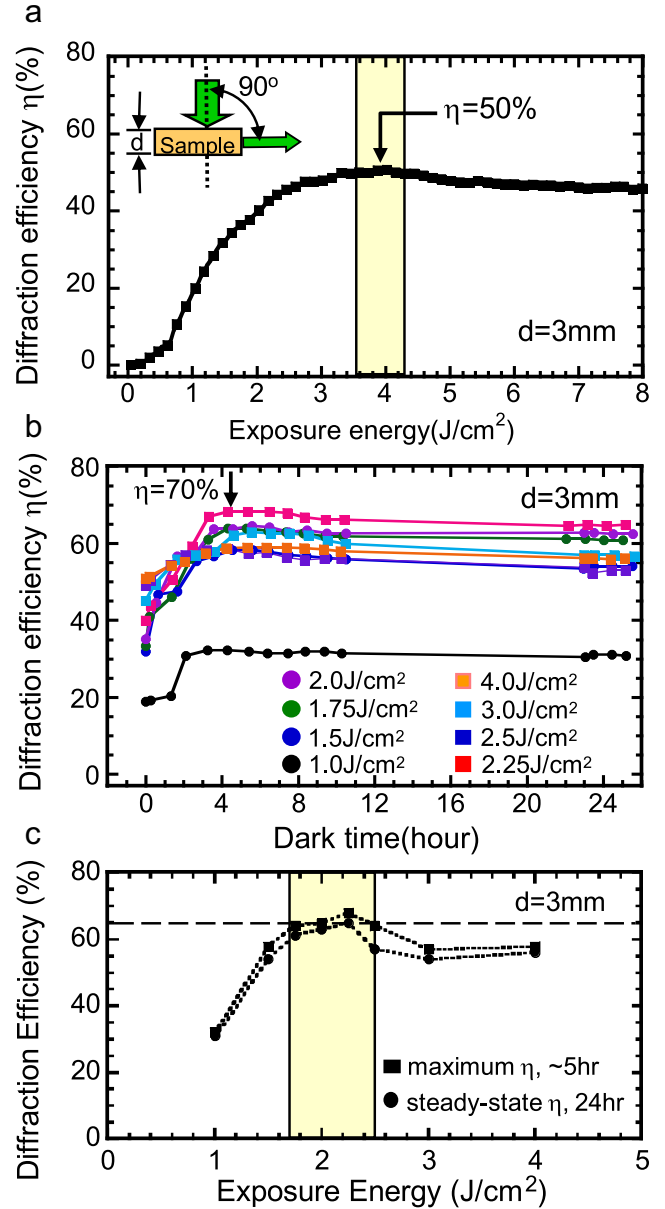 a
Diffraction efficiency η(%)
80
60
40
20
0
90°
d
Sample
η=50%
d=3mm
0 1 2 3 4 5 6 7 8
Exposure energy(J/cm²)
b
Diffraction efficiency η(%)
80
60
40
20
0
η=70%
d=3mm
2.0J/cm²
4.0J/cm²
1.75J/cm²
3.0J/cm²
1.5J/cm²
2.5J/cm²
1.0J/cm²
2.25J/cm²
0 4 8 12 16 20 24
Dark time(hour)
c
Diffraction Efficiency (%)
80
60
40
20
0
d=3mm
maximum η, ~5hr
steady-state η, 24hr
0 1 2 3 4 5
Exposure Energy (J/cm²)